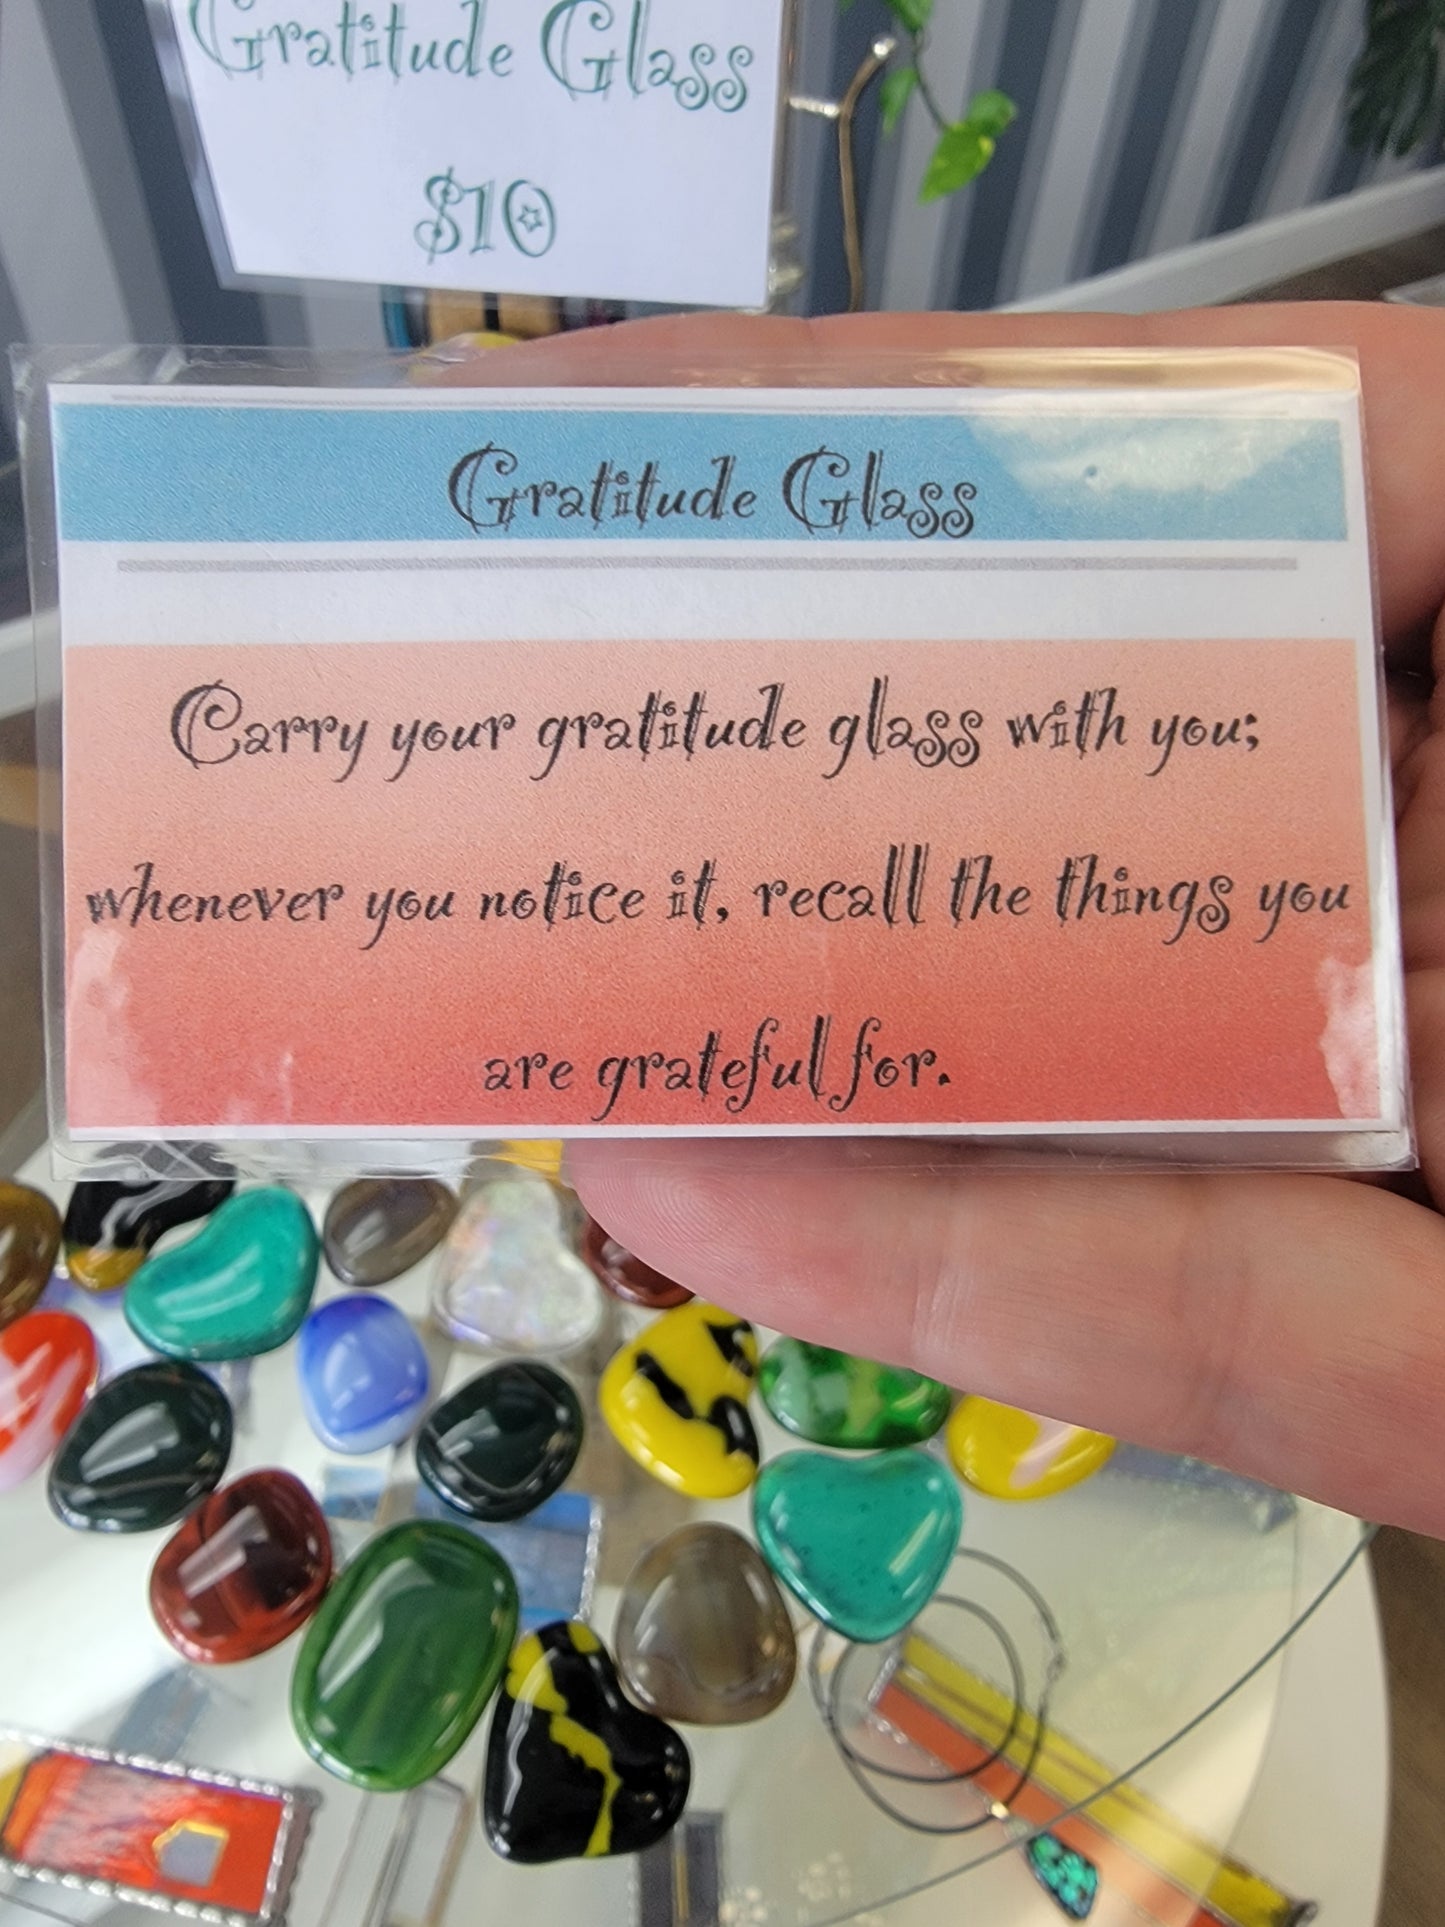 Gratitude Glass
$10
Gratitude Glass
Carry your gratitude glass with you;
whenever you notice it, recall the things you
are grateful for.